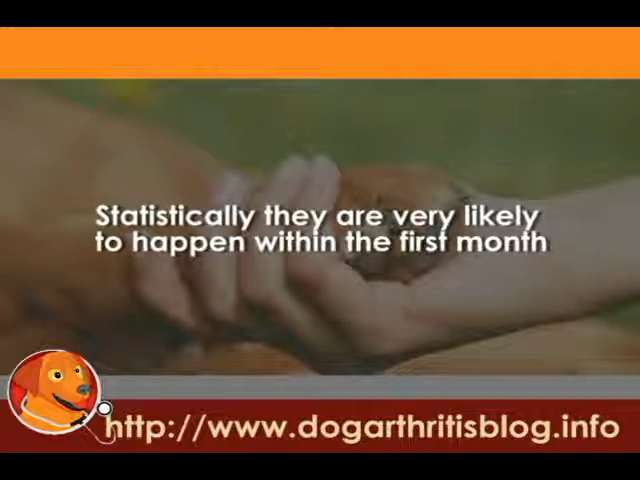 Statistically they are very likely
to happen within the first month
http://www.dogarthritisblog.info